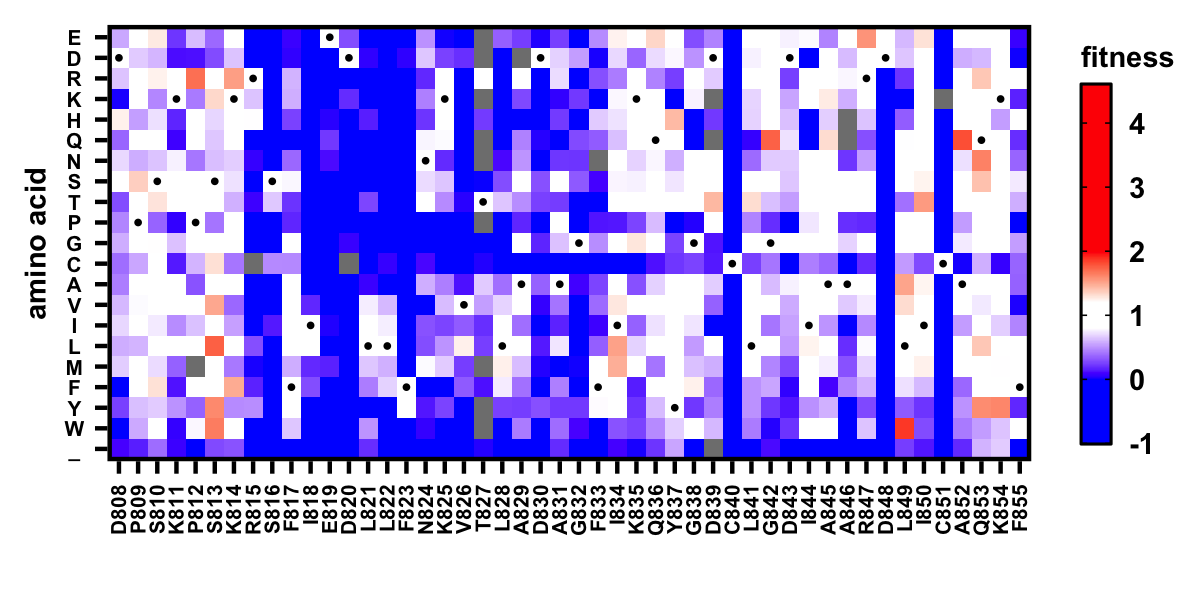 fitness
4
3
2
1
0
-1
amino acid
E
D
R
K
H
Q
N
S
T
P
G
C
A
V
I
L
M
F
Y
W
_
D808 P809 S810 K811 P812 S813 K814 R815 S816 F817 I818 E819 D820 L821 L822 F823 N824 K825 V826 T827 L828 A829 D830 A831 G832 F833 I834 K835 Q836 Y837 G838 D839 C840 L841 G842 D843 I844 A845 A846 R847 D848 L849 I850 C851 A852 Q853 K854 F855